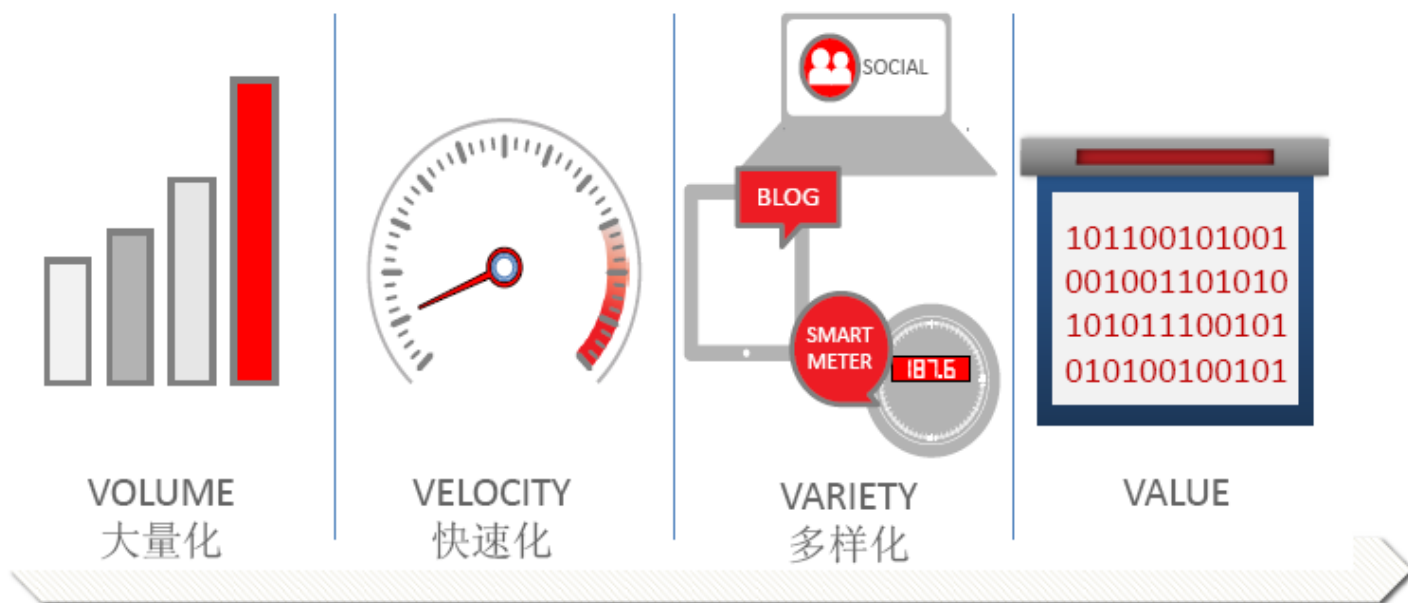 VOLUME
大量化
VELOCITY
快速化
SOCIAL
BLOG
SMART
METER
187.6
VARIETY
多样化
101100101001
001001101010
101011100101
010100100101
VALUE